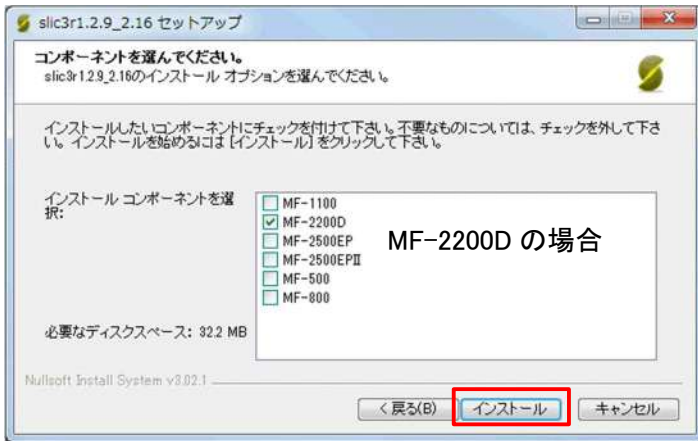 slic3r1.2.9_2.16 セットアップ
コンポーネントを選んでください。
slic3r1.2.9_2.16のインストール オプションを選んでください。
インストールしたいコンポーネントにチェックを付けて下さい。不要なものについては、チェックを外して下さ
い。インストールを始めるには [インストール] をクリックして下さい。
インストール コンポーネントを選
択:
MF-1100
MF-2200D
MF-2500EP
MF-2500EPⅡ
MF-500
MF-800
MF-2200D の場合
必要なディスクスペース: 32.2 MB
Nullsoft Install System v3.02.1
< 戻る(B)
インストール
キャンセル